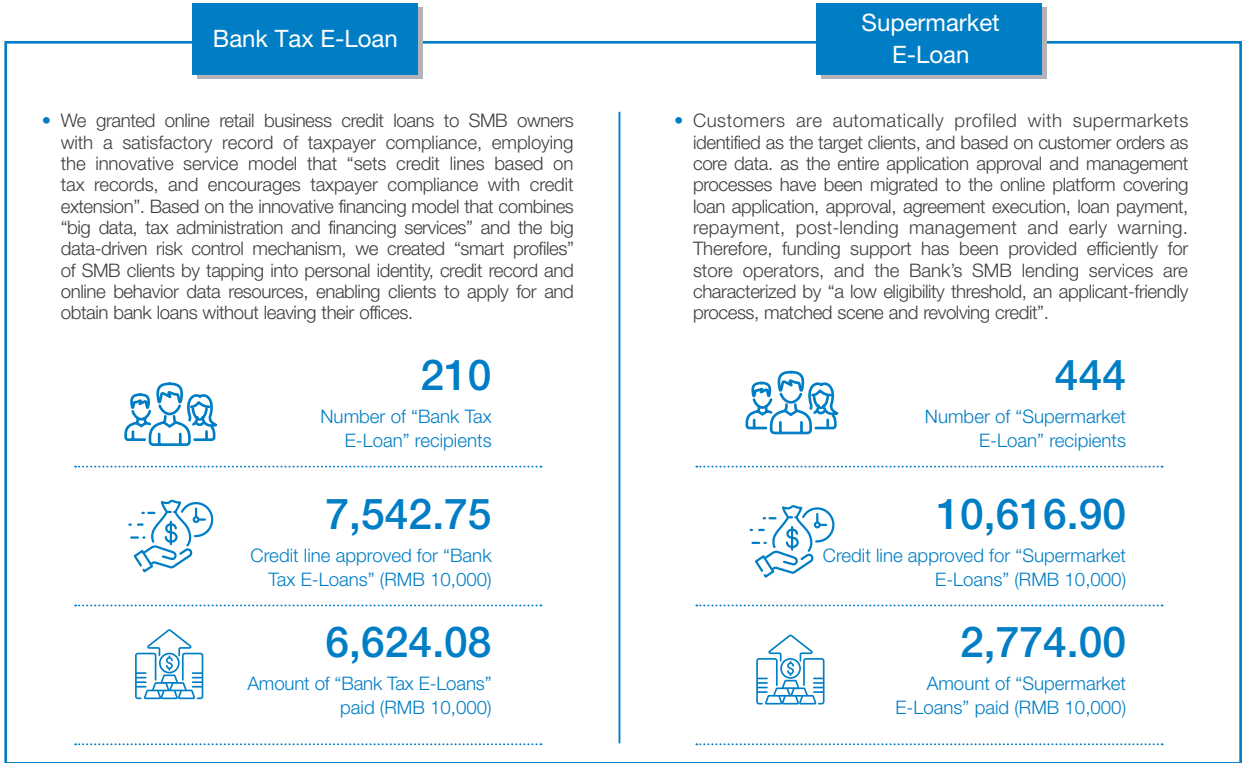 Bank Tax E-Loan
• We granted online retail business credit loans to SMB owners
with a satisfactory record of taxpayer compliance, employing
the innovative service model that “sets credit lines based on
tax records, and encourages taxpayer compliance with credit
extension”. Based on the innovative financing model that combines
“big data, tax administration and financing services” and the big
data-driven risk control mechanism, we created “smart profiles”
of SMB clients by tapping into personal identity, credit record and
online behavior data resources, enabling clients to apply for and
obtain bank loans without leaving their offices.
210
Number of “Bank Tax
E-Loan” recipients
7,542.75
Credit line approved for “Bank
Tax E-Loans” (RMB 10,000)
6,624.08
Amount of “Bank Tax E-Loans”
paid (RMB 10,000)
Supermarket
E-Loan
• Customers are automatically profiled with supermarkets
identified as the target clients, and based on customer orders as
core data. as the entire application approval and management
processes have been migrated to the online platform covering
loan application, approval, agreement execution, loan payment,
repayment, post-lending management and early warning.
Therefore, funding support has been provided efficiently for
store operators, and the Bank’s SMB lending services are
characterized by “a low eligibility threshold, an applicant-friendly
process, matched scene and revolving credit”.
444
Number of “Supermarket
E-Loan” recipients
10,616.90
Credit line approved for “Supermarket
E-Loans” (RMB 10,000)
2,774.00
Amount of “Supermarket
E-Loans” paid (RMB 10,000)